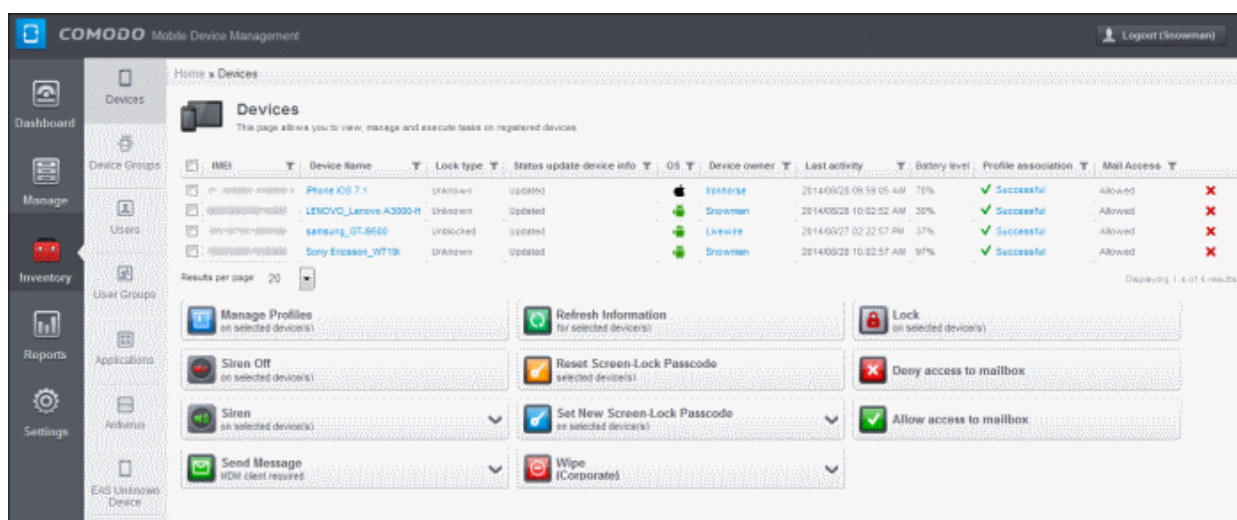 COMODO Mobile Device Management
Logout (Snowman)
Dashboard
Manage
Inventory
Reports
Settings
Devices
Device Groups
Users
User Groups
Applications
Antivirus
EAS Unknown Device
Home » Devices
Devices
This page allows you to view, manage and execute tasks on registered devices
IMEI Device Name Lock type Status update device info OS Device owner Last activity Battery level Profile association Mail Access
iPhone iOS 7.1 Unknown Updated Ironhorse 2014/08/28 09:59:05 AM 70% Successful Allowed
LENOVO_Lenovo A3000-H Unknown Updated Snowman 2014/08/28 10:02:52 AM 30% Successful Allowed
samsung_GT-I9500 Unblocked Updated Livewire 2014/08/27 02:22:57 PM 37% Successful Allowed
Sony Ericsson_WT19i Unknown Updated Snowman 2014/08/28 10:02:57 AM 97% Successful Allowed
Results per page 20
Displaying 1-4 of 4 results
Manage Profiles
on selected device(s)
Refresh Information
for selected device(s)
Lock
on selected device(s)
Siren Off
on selected device(s)
Reset Screen-Lock Passcode
selected device(s)
Deny access to mailbox
Siren
on selected device(s)
Set New Screen-Lock Passcode
on selected device(s)
Allow access to mailbox
Send Message
MDM client required
Wipe
(Corporate)